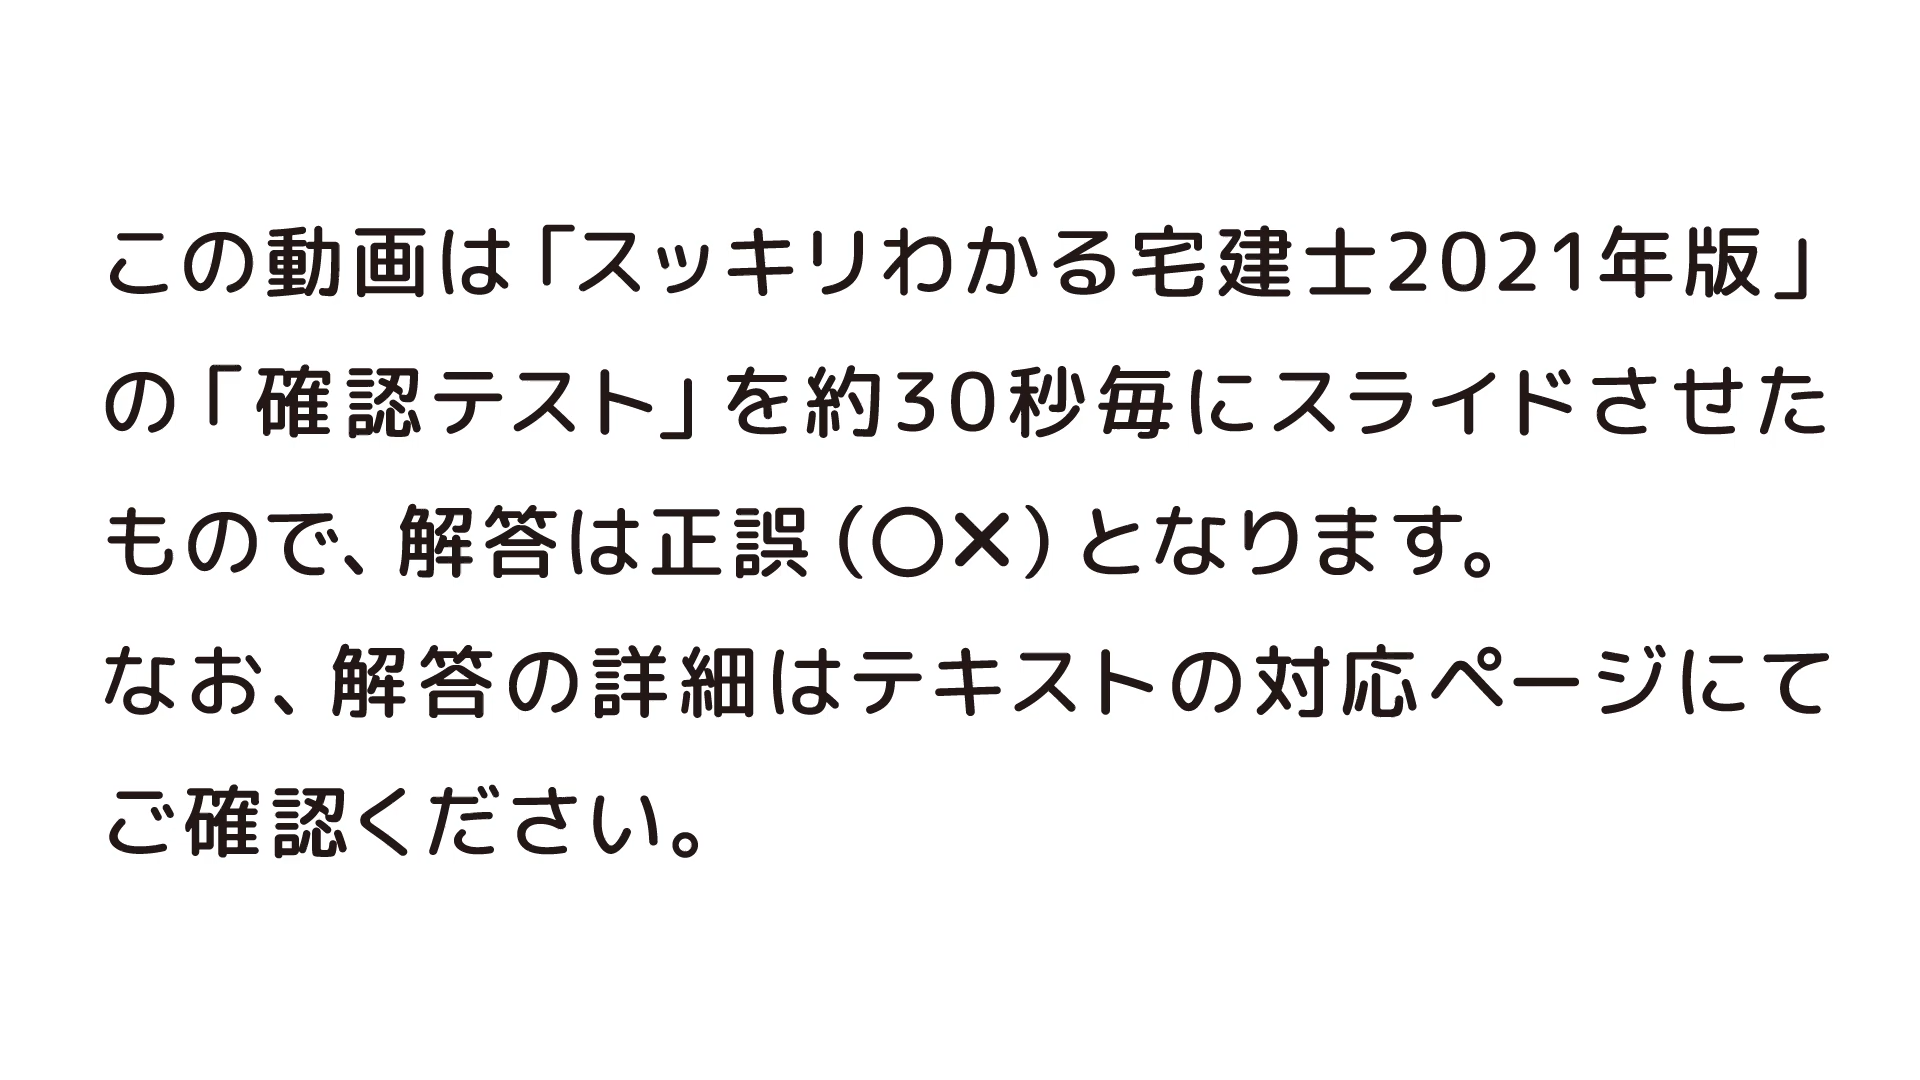 この動画は「スッキリわかる宅建士2021年版」
の「確認テスト」を約30秒毎にスライドさせた
もので、解答は正誤（〇✕）となります。
なお、解答の詳細はテキストの対応ページにて
ご確認ください。